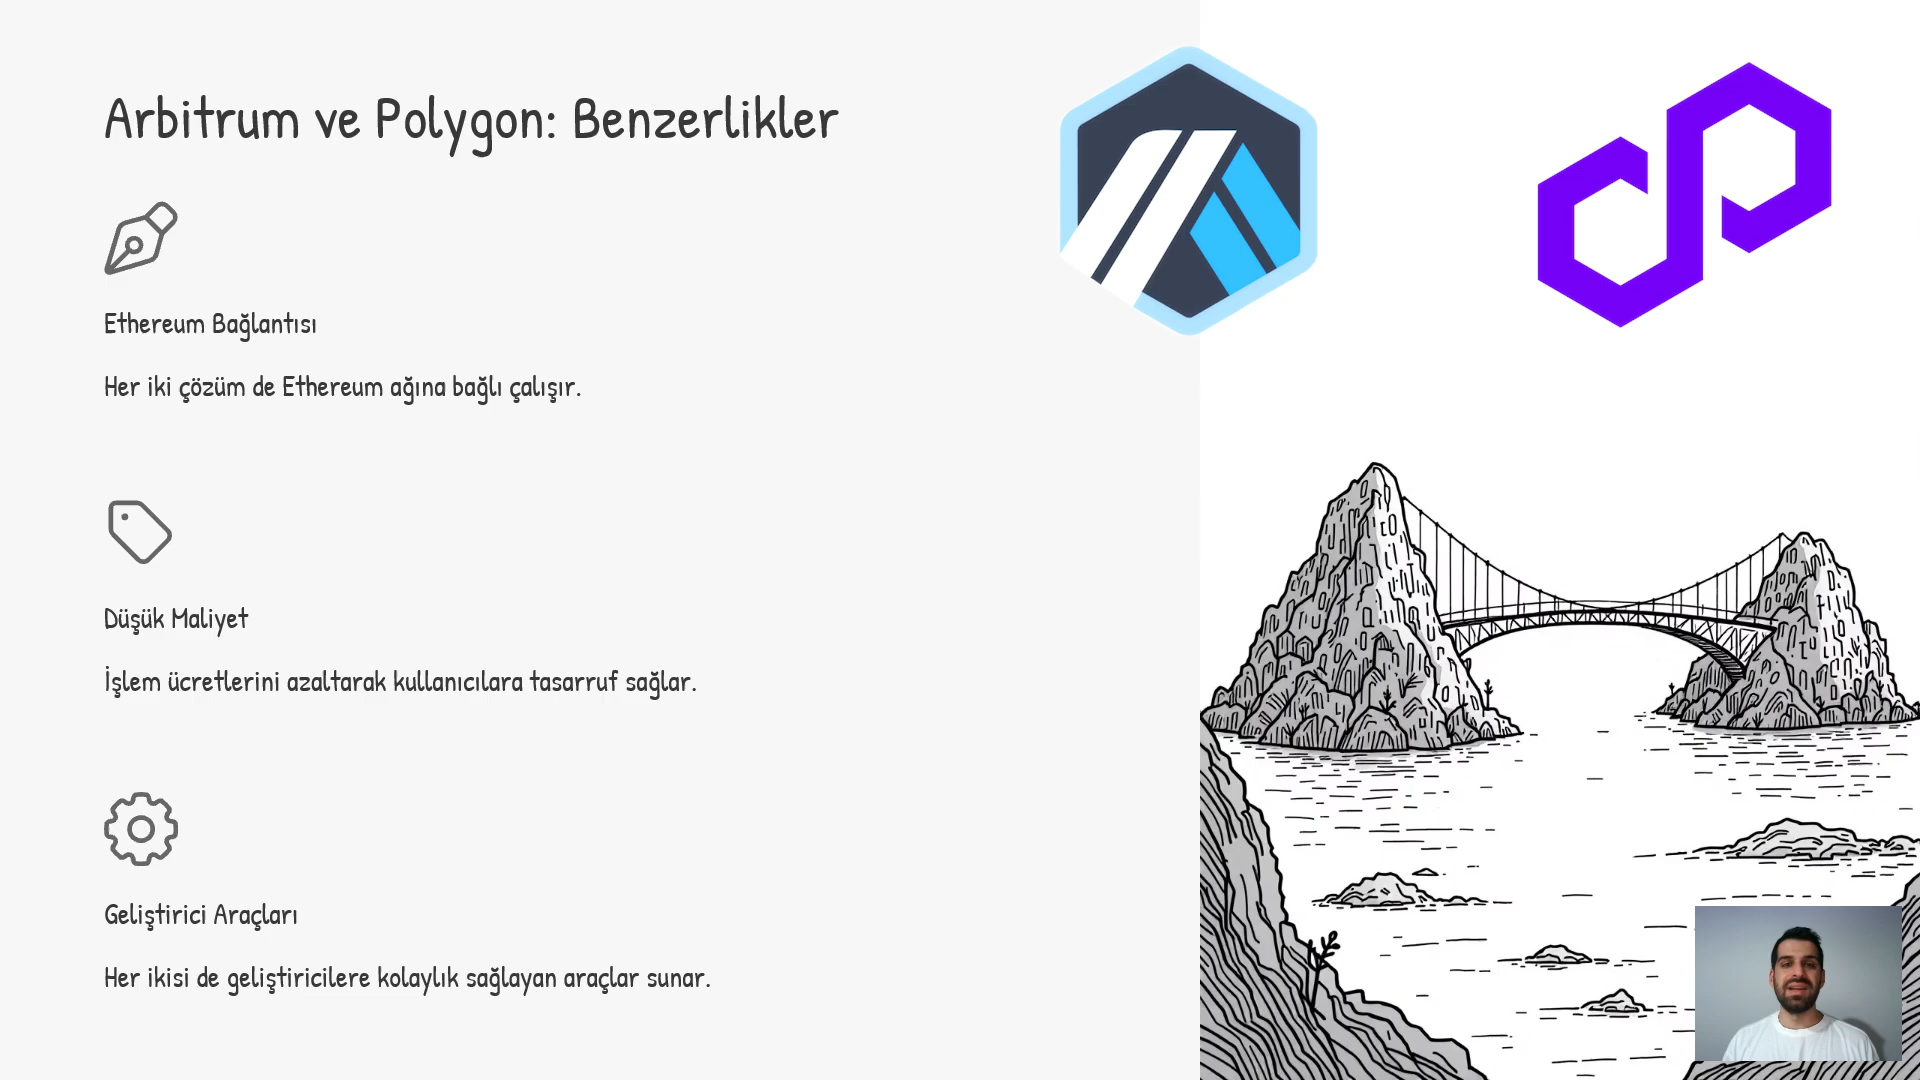 Arbitrum ve Polygon: Benzerlikler
Ethereum Bağlantısı
Her iki çözüm de Ethereum ağına bağlı çalışır.
Düşük Maliyet
İşlem ücretlerini azaltarak kullanıcılara tasarruf sağlar.
Geliştirici Araçları
Her ikisi de geliştiricilere kolaylık sağlayan araçlar sunar.